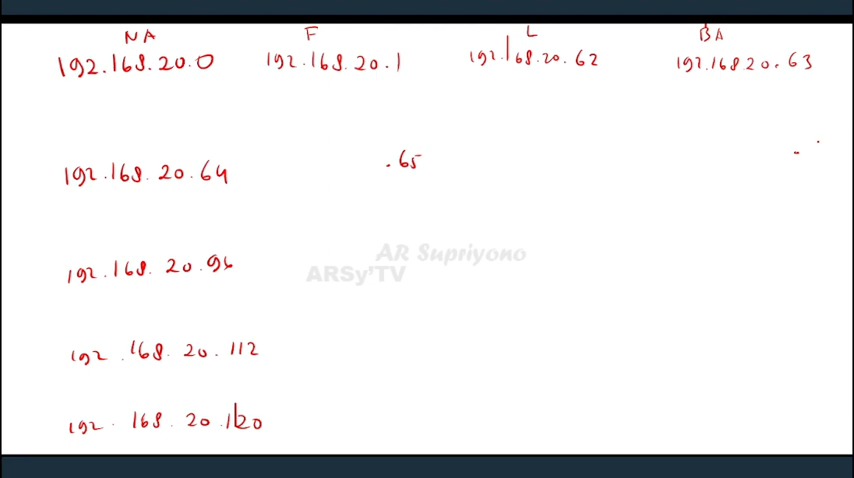 NA F L BA
192.168.20.0 192.168.20.1 192.168.20.62 192.168 20.63
192.168.20.64 .65
AR Supriyono
192.168.20.96
ARSy'TV
192.168.20.112
192.168.20.120